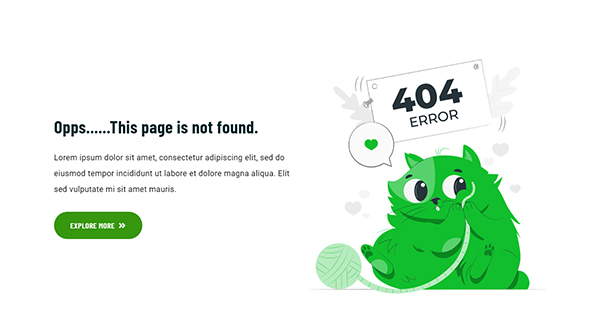 404
ERROR
Opps......This page is not found.
Lorem ipsum dolor sit amet, consectetur adipiscing elit, sed do
eiusmod tempor incididunt ut labore et dolore magna aliqua. Elit
sed vulputate mi sit amet mauris.
EXPLORE MORE »